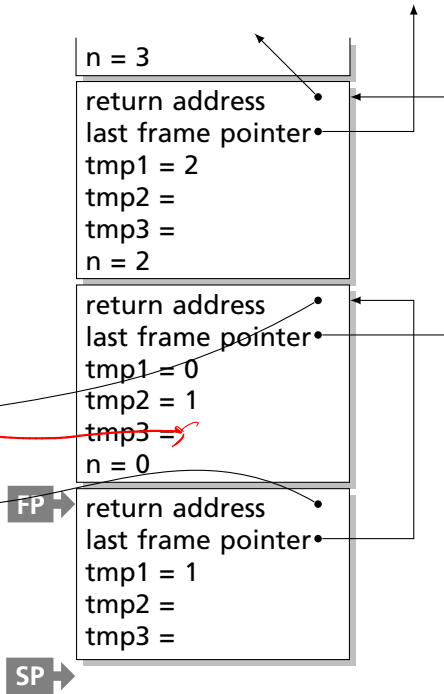 n = 3
return address
last frame pointer
tmp1 = 2
tmp2 =
tmp3 =
n = 2
return address
last frame pointer
tmp1 = 0
tmp2 = 1
tmp3 =
n = 0
FP
return address
last frame pointer
tmp1 = 1
tmp2 =
tmp3 =
SP